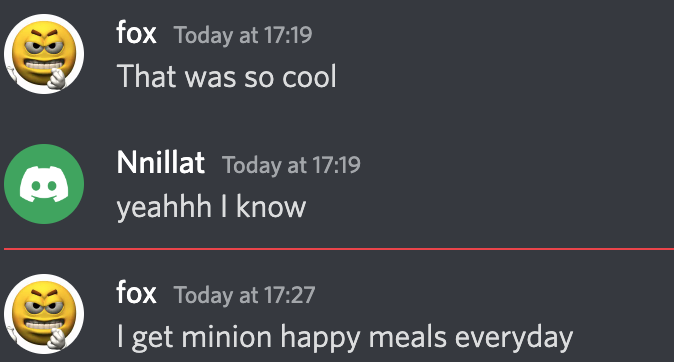 fox Today at 17:19
That was so cool
Nnillat Today at 17:19
yeahhh I know
fox Today at 17:27
I get minion happy meals everyday